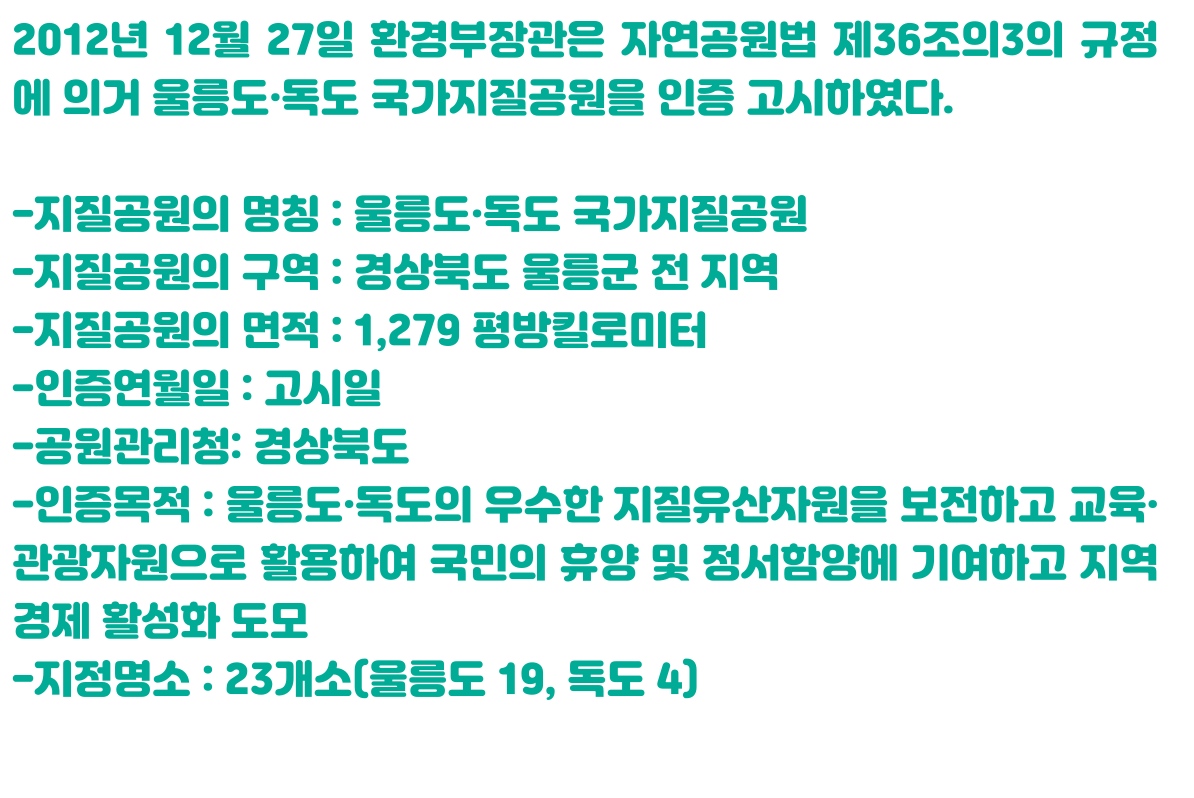 2012년 12월 27일 환경부장관은 자연공원법 제36조의3의 규정
에 의거 울릉도·독도 국가지질공원을 인증 고시하였다.
-지질공원의 명칭 : 울릉도·독도 국가지질공원
-지질공원의 구역 : 경상북도 울릉군 전 지역
-지질공원의 면적 : 1,279 평방킬로미터
-인증연월일 : 고시일
-공원관리청: 경상북도
-인증목적 : 울릉도·독도의 우수한 지질유산자원을 보전하고 교육·
관광자원으로 활용하여 국민의 휴양 및 정서함양에 기여하고 지역
경제 활성화 도모
-지정명소 : 23개소(울릉도 19, 독도 4)